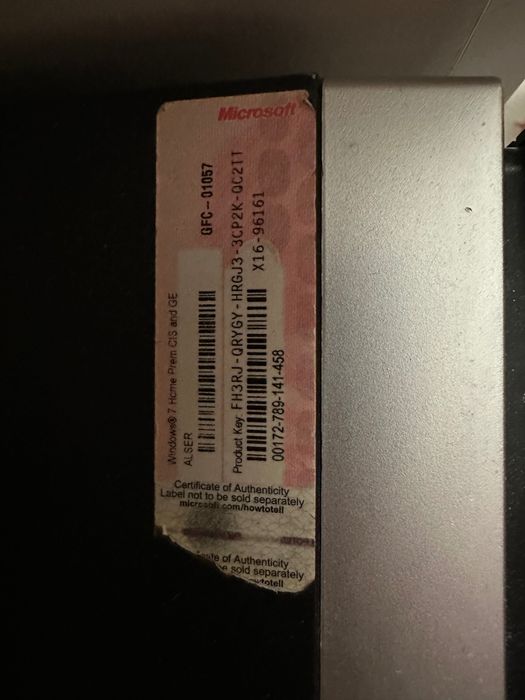 Microsoft
GFC-01057
Windows® 7 Home Prem CIS and GE
ALSER
Product Key: FH3RJ-QRYGY-HRGJ3-3CP2K-QC2TT
X16-96161
00172-789-141-458
Certificate of Authenticity
Label not to be sold separately
microsoft.com/howtotell
of Authenticity
sold separately